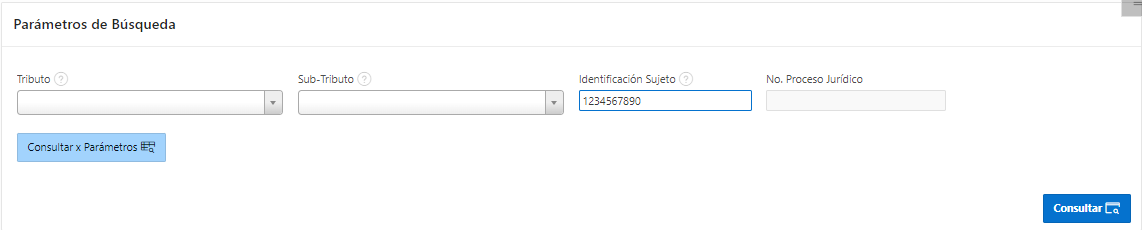 Parámetros de Búsqueda
Tributo ?
Sub-Tributo ?
Identificación Sujeto ?
No. Proceso Jurídico
1234567890
Consultar x Parámetros
Consultar